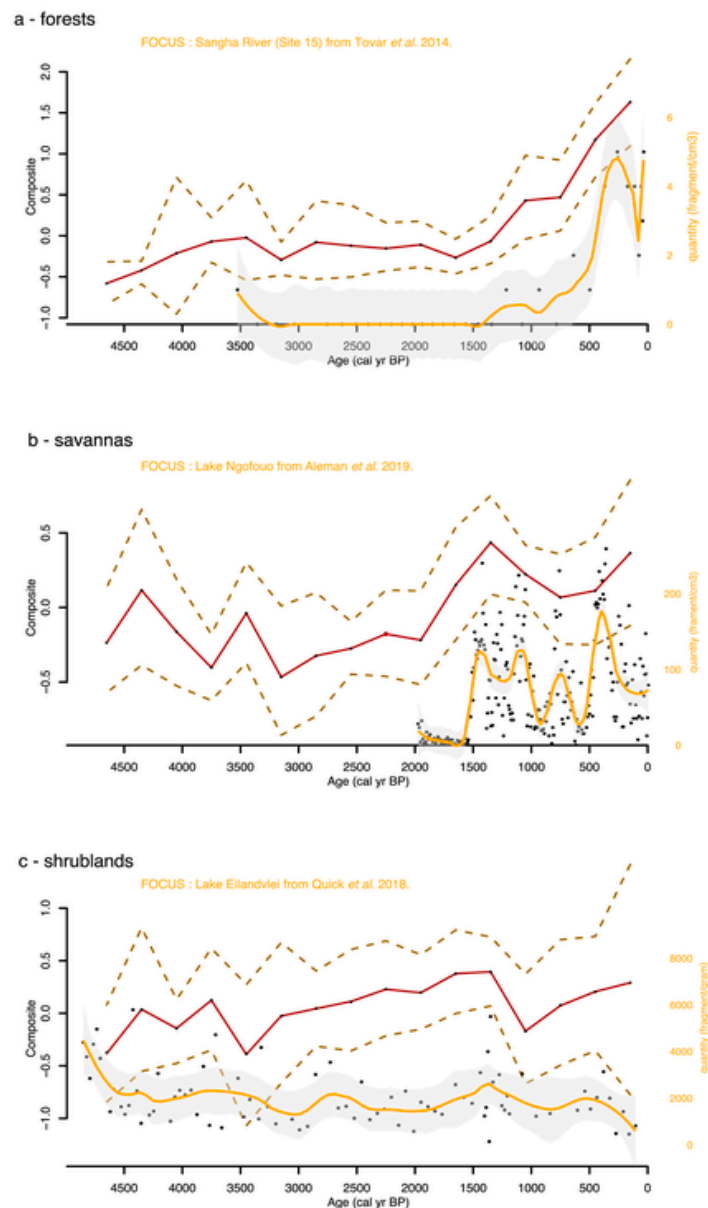 a - forests
FOCUS : Sangha River (Site 15) from Tovar et al. 2014.
2.0
1.5
1.0
0.5
0.0
−0.5
−1.0
Composite
6
4
2
0
quantity (fragment/cm3)
4500 4000 3500 3000 2500 2000 1500 1000 500 0
Age (cal yr BP)
b - savannas
FOCUS : Lake Ngofouo from Aleman et al. 2019.
0.5
0.0
−0.5
Composite
200
100
0
quantity (frament/cm3)
4500 4000 3500 3000 2500 2000 1500 1000 500 0
Age (cal yr BP)
c - shrublands
FOCUS : Lake Eilandvlei from Quick et al. 2018.
1.0
0.5
0.0
−0.5
−1.0
Composite
8000
6000
4000
2000
0
quantity (fragment/gram)
4500 4000 3500 3000 2500 2000 1500 1000 500 0
Age (cal yr BP)